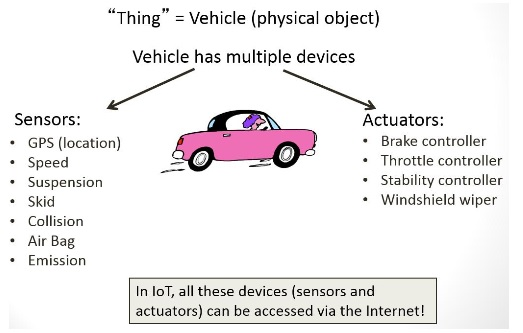 “Thing” = Vehicle (physical object)
Vehicle has multiple devices
Sensors:
• GPS (location)
• Speed
• Suspension
• Skid
• Collision
• Air Bag
• Emission
Actuators:
• Brake controller
• Throttle controller
• Stability controller
• Windshield wiper
In IoT, all these devices (sensors and
actuators) can be accessed via the Internet!